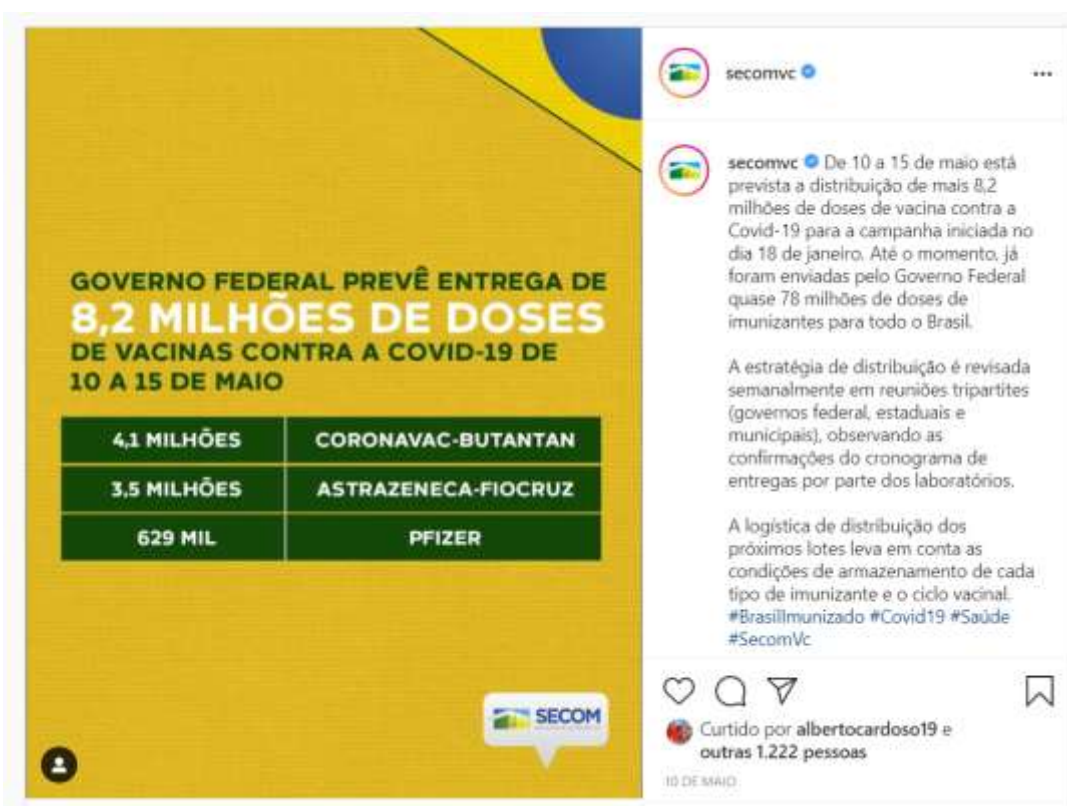 GOVERNO FEDERAL PREVÊ ENTREGA DE
8,2 MILHÕES DE DOSES
DE VACINAS CONTRA A COVID-19 DE
10 A 15 DE MAIO
4,1 MILHÕES CORONAVAC-BUTANTAN
3,5 MILHÕES ASTRAZENECA-FIOCRUZ
629 MIL PFIZER
SECOM
secomvc
secomvc De 10 a 15 de maio está
prevista a distribuição de mais 8,2
milhões de doses de vacina contra a
Covid-19 para a campanha iniciada no
dia 18 de janeiro. Até o momento, já
foram enviadas pelo Governo Federal
quase 78 milhões de doses de
imunizantes para todo o Brasil.
A estratégia de distribuição é revisada
semanalmente em reuniões tripartites
(governos federal, estaduais e
municipais), observando as
confirmações do cronograma de
entregas por parte dos laboratórios.
A logística de distribuição dos
próximos lotes leva em conta as
condições de armazenamento de cada
tipo de imunizante e o ciclo vacinal.
#BrasilImunizado #Covid19 #Saúde
#SecomVc
Curtido por albertocardoso19 e
outras 1.222 pessoas
10 DE MAIO